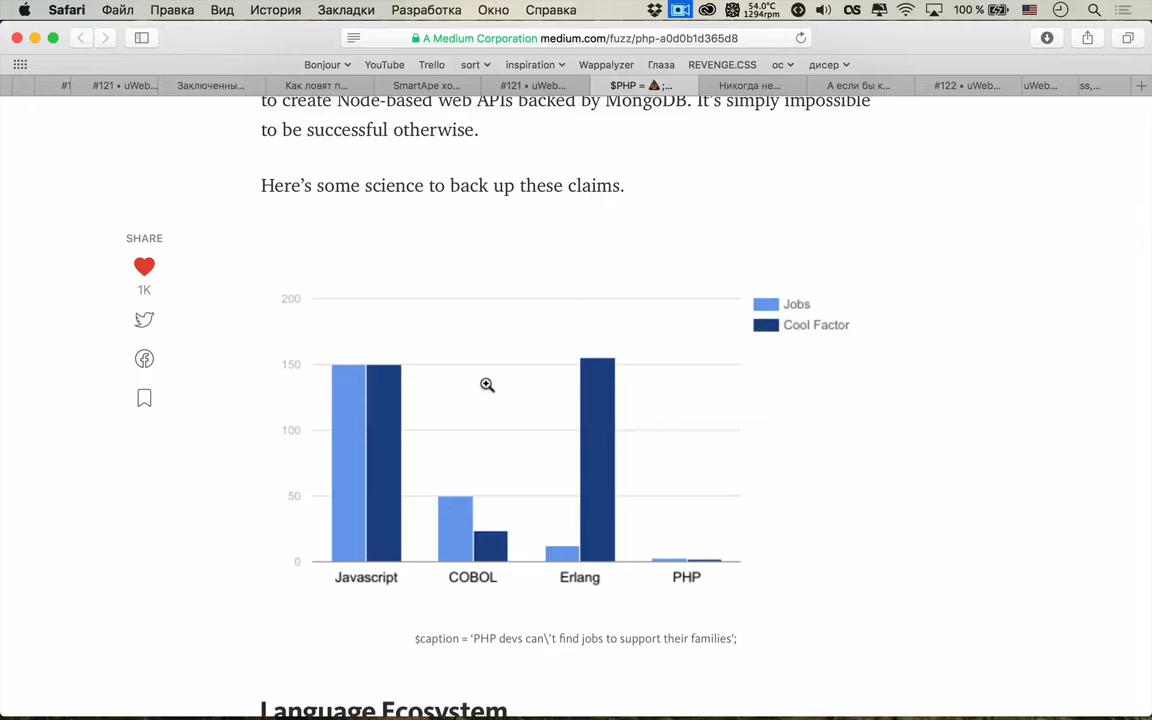 Safari Файл Правка Вид История Закладки Разработка Окно Справка
54.0°C
1294rpm
OS
100 %
A Medium Corporation medium.com/fuzz/php-a0d0b1d365d8
Bonjour YouTube Trello sort inspiration Wappalyzer Глаза REVENGE.CSS ос дисер
#1 #121 • uWeb... Заключенны... Как ловят п... SmartApe хо... #121 • uWeb... $PHP = 💩;... Никогда не... А если бы к... #122 • uWeb... uWeb... ss,...
to create Node-based web APIs backed by MongoDB. It’s simply impossible
to be successful otherwise.
Here’s some science to back up these claims.
SHARE
1K
200
150
100
50
0
Jobs
Cool Factor
Javascript COBOL Erlang PHP
$caption = ‘PHP devs can\’t find jobs to support their families’;
Language Ecosystem